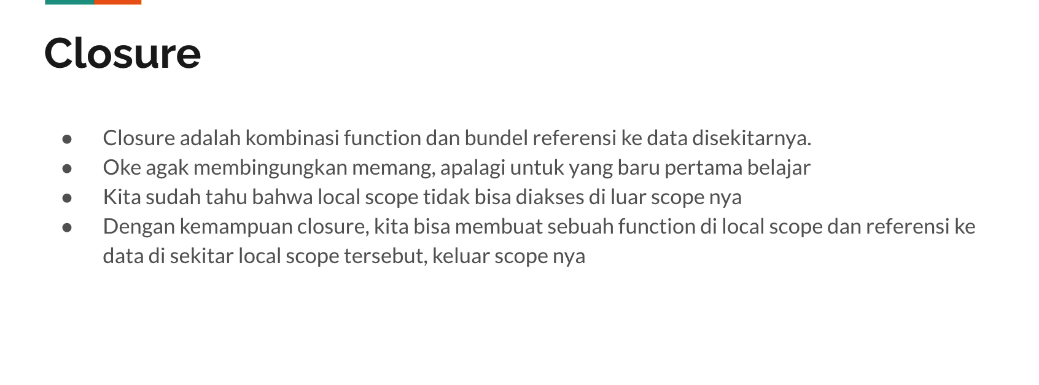 Closure
● Closure adalah kombinasi function dan bundel referensi ke data disekitarnya.
● Oke agak membingungkan memang, apalagi untuk yang baru pertama belajar
● Kita sudah tahu bahwa local scope tidak bisa diakses di luar scope nya
● Dengan kemampuan closure, kita bisa membuat sebuah function di local scope dan referensi ke
data di sekitar local scope tersebut, keluar scope nya